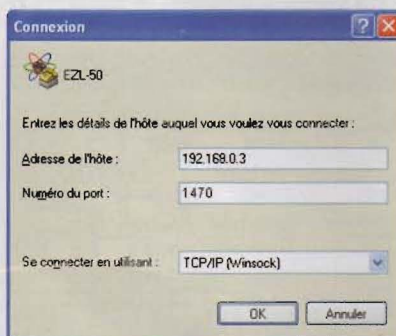 Connexion
EZL-50
Entrez les détails de l'hôte auquel vous voulez vous connecter :
Adresse de l'hôte : 192.169.0.3
Numéro du port : 1470
Se connecter en utilisant : TCP/IP (Winsock)
OK Annuler